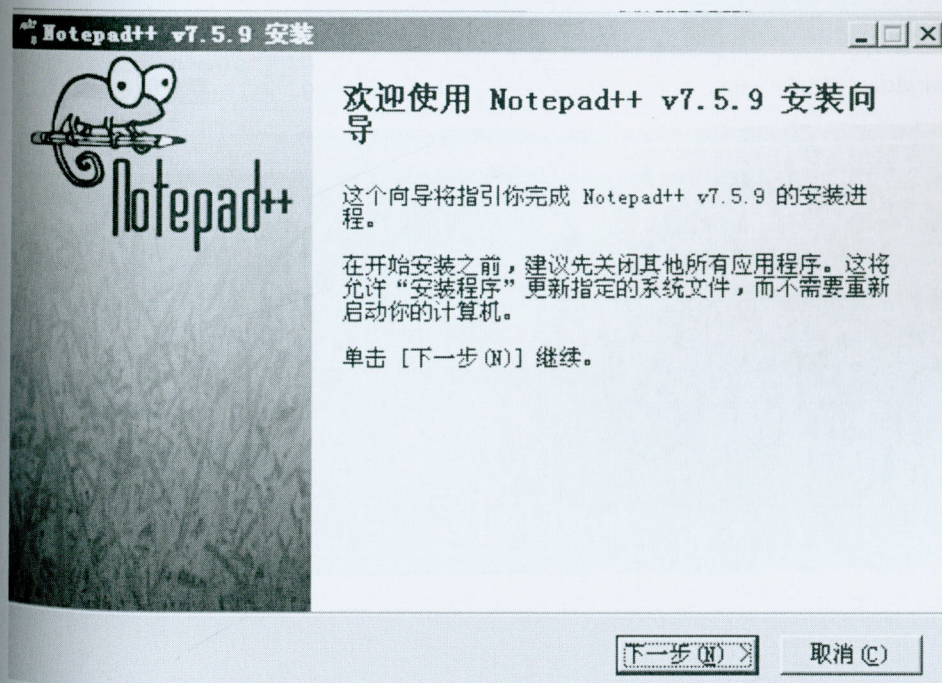 Notepad++ v7.5.9 安装
Notepad++
欢迎使用 Notepad++ v7.5.9 安装向
导
这个向导将指引你完成 Notepad++ v7.5.9 的安装进
程。
在开始安装之前，建议先关闭其他所有应用程序。这将
允许“安装程序”更新指定的系统文件，而不需要重新
启动你的计算机。
单击 [下一步(N)] 继续。
下一步(N) >
取消(C)